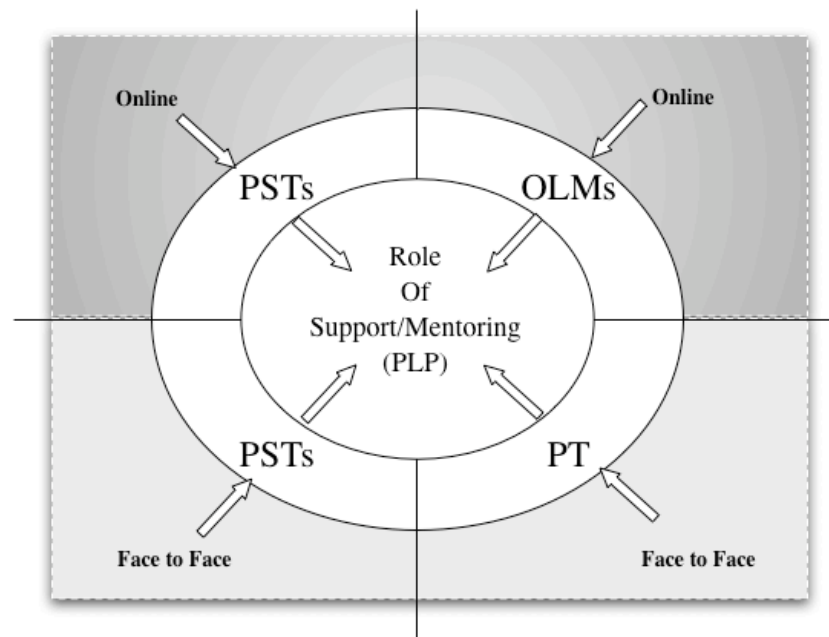 Online
Online
PSTs
OLMs
Role
Of
Support/Mentoring
(PLP)
PSTs
PT
Face to Face
Face to Face